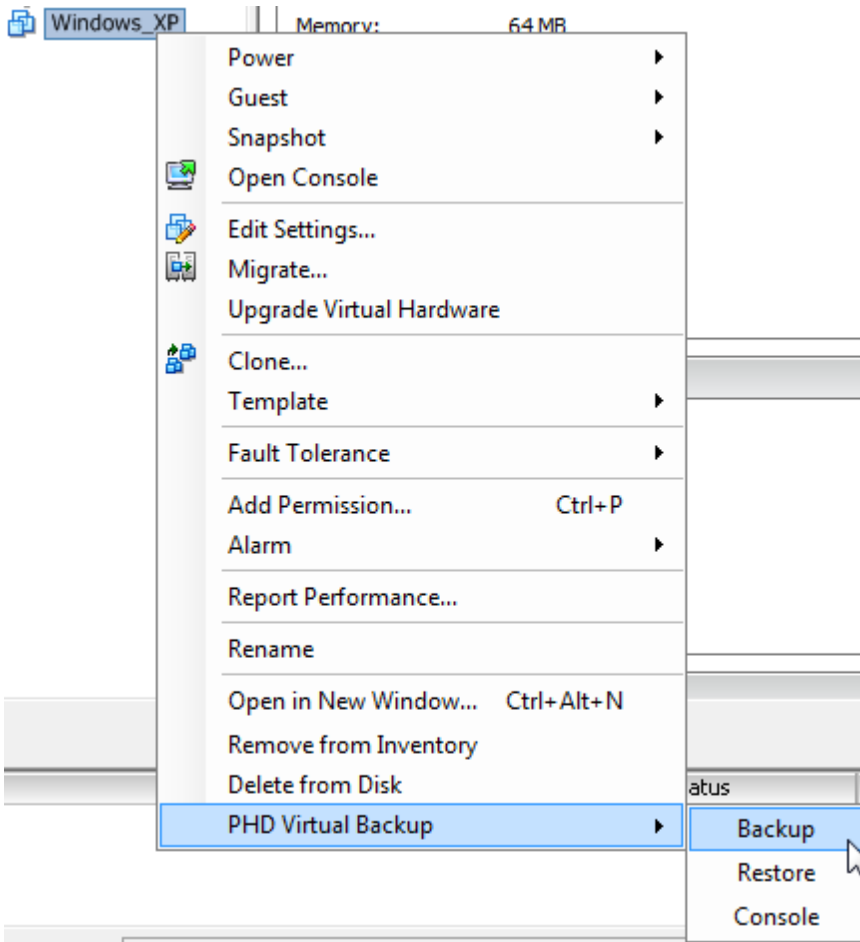 Windows_XP
Memory: 64 MB
Power
Guest
Snapshot
Open Console
Edit Settings...
Migrate...
Upgrade Virtual Hardware
Clone...
Template
Fault Tolerance
Add Permission... Ctrl+P
Alarm
Report Performance...
Rename
Open in New Window... Ctrl+Alt+N
Remove from Inventory
Delete from Disk
atus
PHD Virtual Backup
Backup
Restore
Console